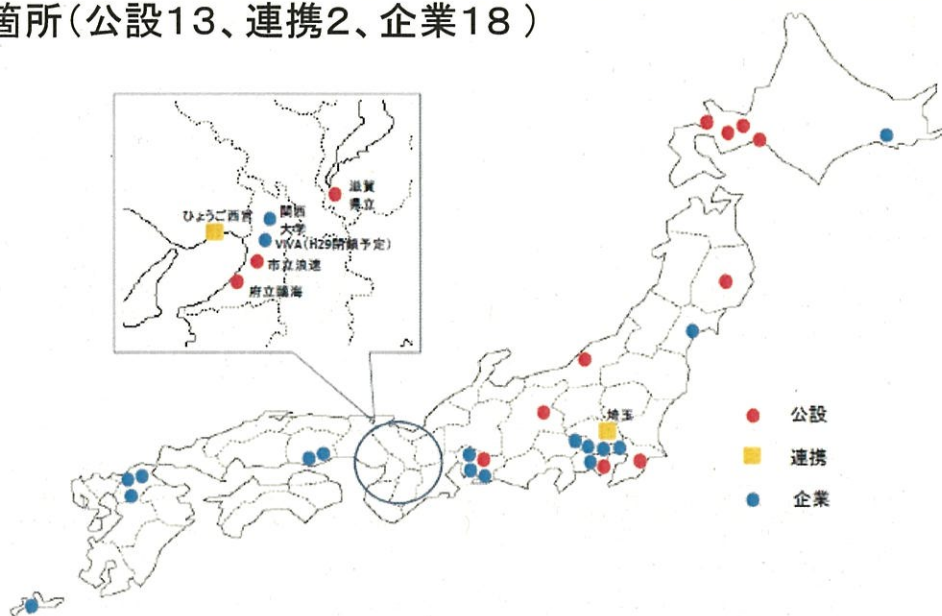 箇所（公設13、連携2、企業18）
滋賀
県立
ひょうご西宮
関西
大学
VIVA（H29閉鎖予定）
市立浪速
府立臨海
埼玉
公設
連携
企業